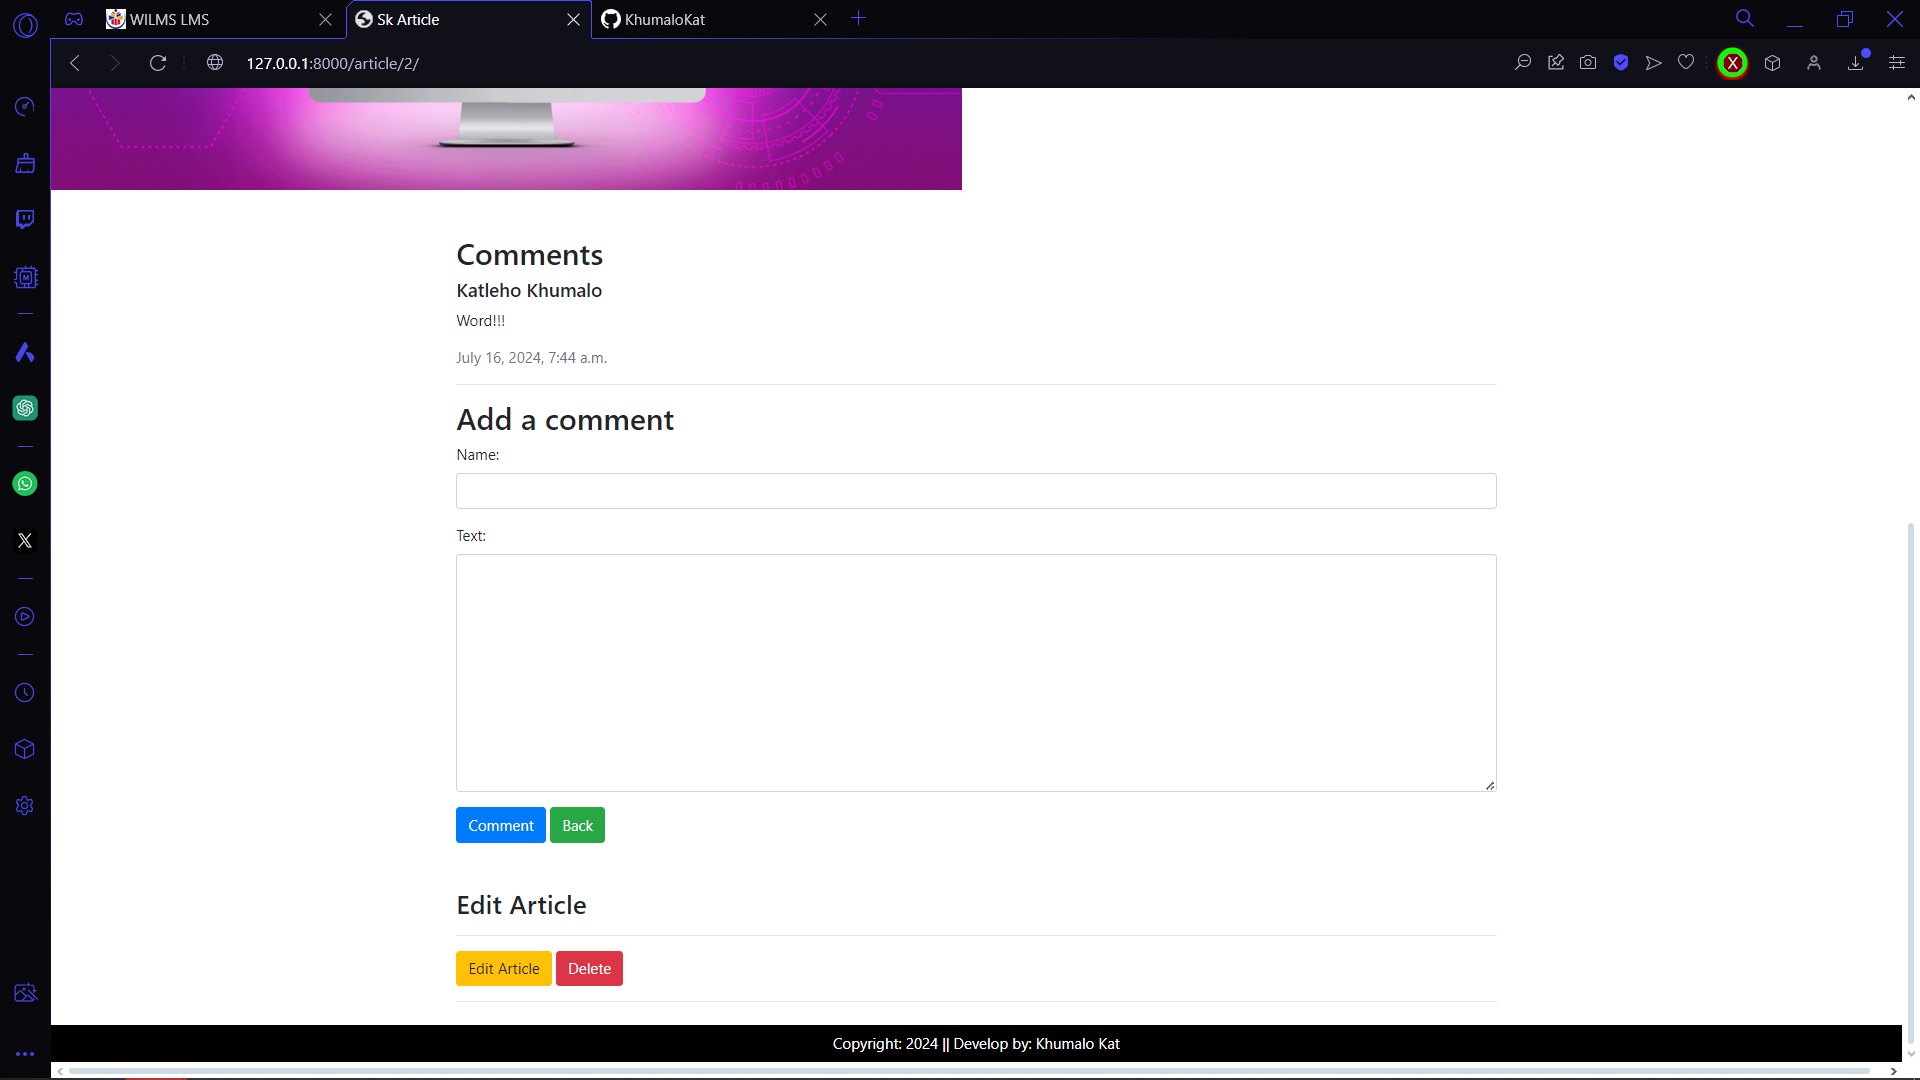 WILMS LMS
Sk Article
KhumaloKat
127.0.0.1:8000/article/2/
Comments
Katleho Khumalo
Word!!!
July 16, 2024, 7:44 a.m.
Add a comment
Name:
Text:
Comment Back
Edit Article
Edit Article Delete
Copyright: 2024 || Develop by: Khumalo Kat